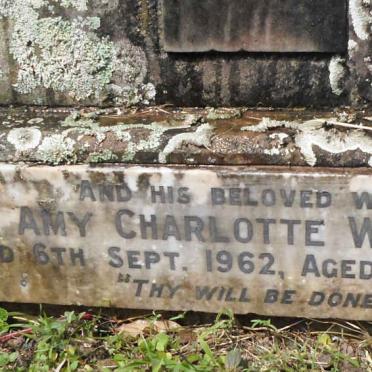 AND HIS BELOVED
AMY CHARLOTTE
6TH SEPT. 1962, AGED
"THY WILL BE DONE